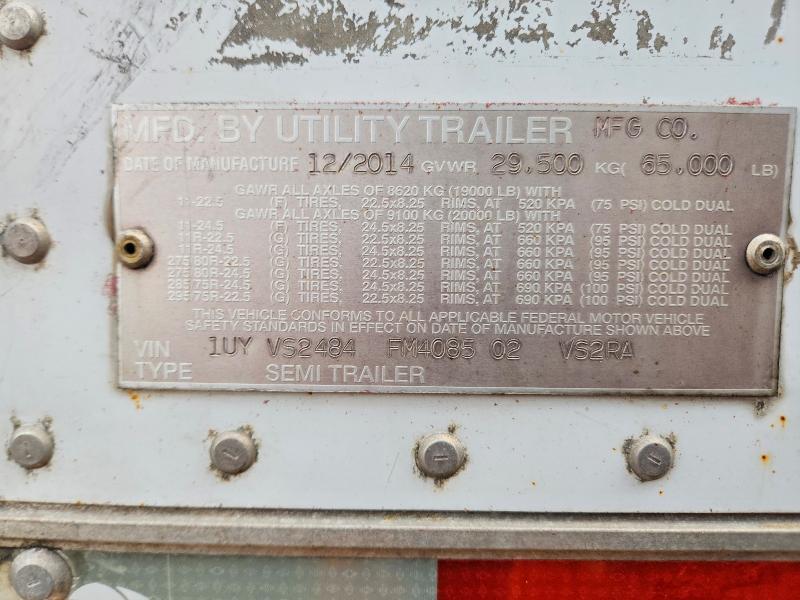 MFD. BY UTILITY TRAILER MFG CO.
DATE OF MANUFACTURE 12/2014 GVWR 29,500 KG( 65,000 LB)
GAWR ALL AXLES OF 8620 KG (19000 LB) WITH
11-22.5 (F) TIRES, 22.5x8.25 RIMS, AT 520 KPA (75 PSI) COLD DUAL
GAWR ALL AXLES OF 9100 KG (20000 LB) WITH
11-24.5 (F) TIRES, 24.5x8.25 RIMS, AT 520 KPA (75 PSI) COLD DUAL
11R-22.5 (G) TIRES, 22.5x8.25 RIMS, AT 660 KPA (95 PSI) COLD DUAL
11R-24.5 (G) TIRES, 24.5x8.25 RIMS, AT 660 KPA (95 PSI) COLD DUAL
275/80R-22.5 (G) TIRES, 22.5x8.25 RIMS, AT 660 KPA (95 PSI) COLD DUAL
275/80R-24.5 (G) TIRES, 24.5x8.25 RIMS, AT 660 KPA (95 PSI) COLD DUAL
285/75R-24.5 (G) TIRES, 24.5x8.25 RIMS, AT 690 KPA (100 PSI) COLD DUAL
295/75R-22.5 (G) TIRES, 22.5x8.25 RIMS, AT 690 KPA (100 PSI) COLD DUAL
THIS VEHICLE CONFORMS TO ALL APPLICABLE FEDERAL MOTOR VEHICLE
SAFETY STANDARDS IN EFFECT ON DATE OF MANUFACTURE SHOWN ABOVE
VIN 1UY VS2484 FM4085 02 VS2RA
TYPE SEMI TRAILER